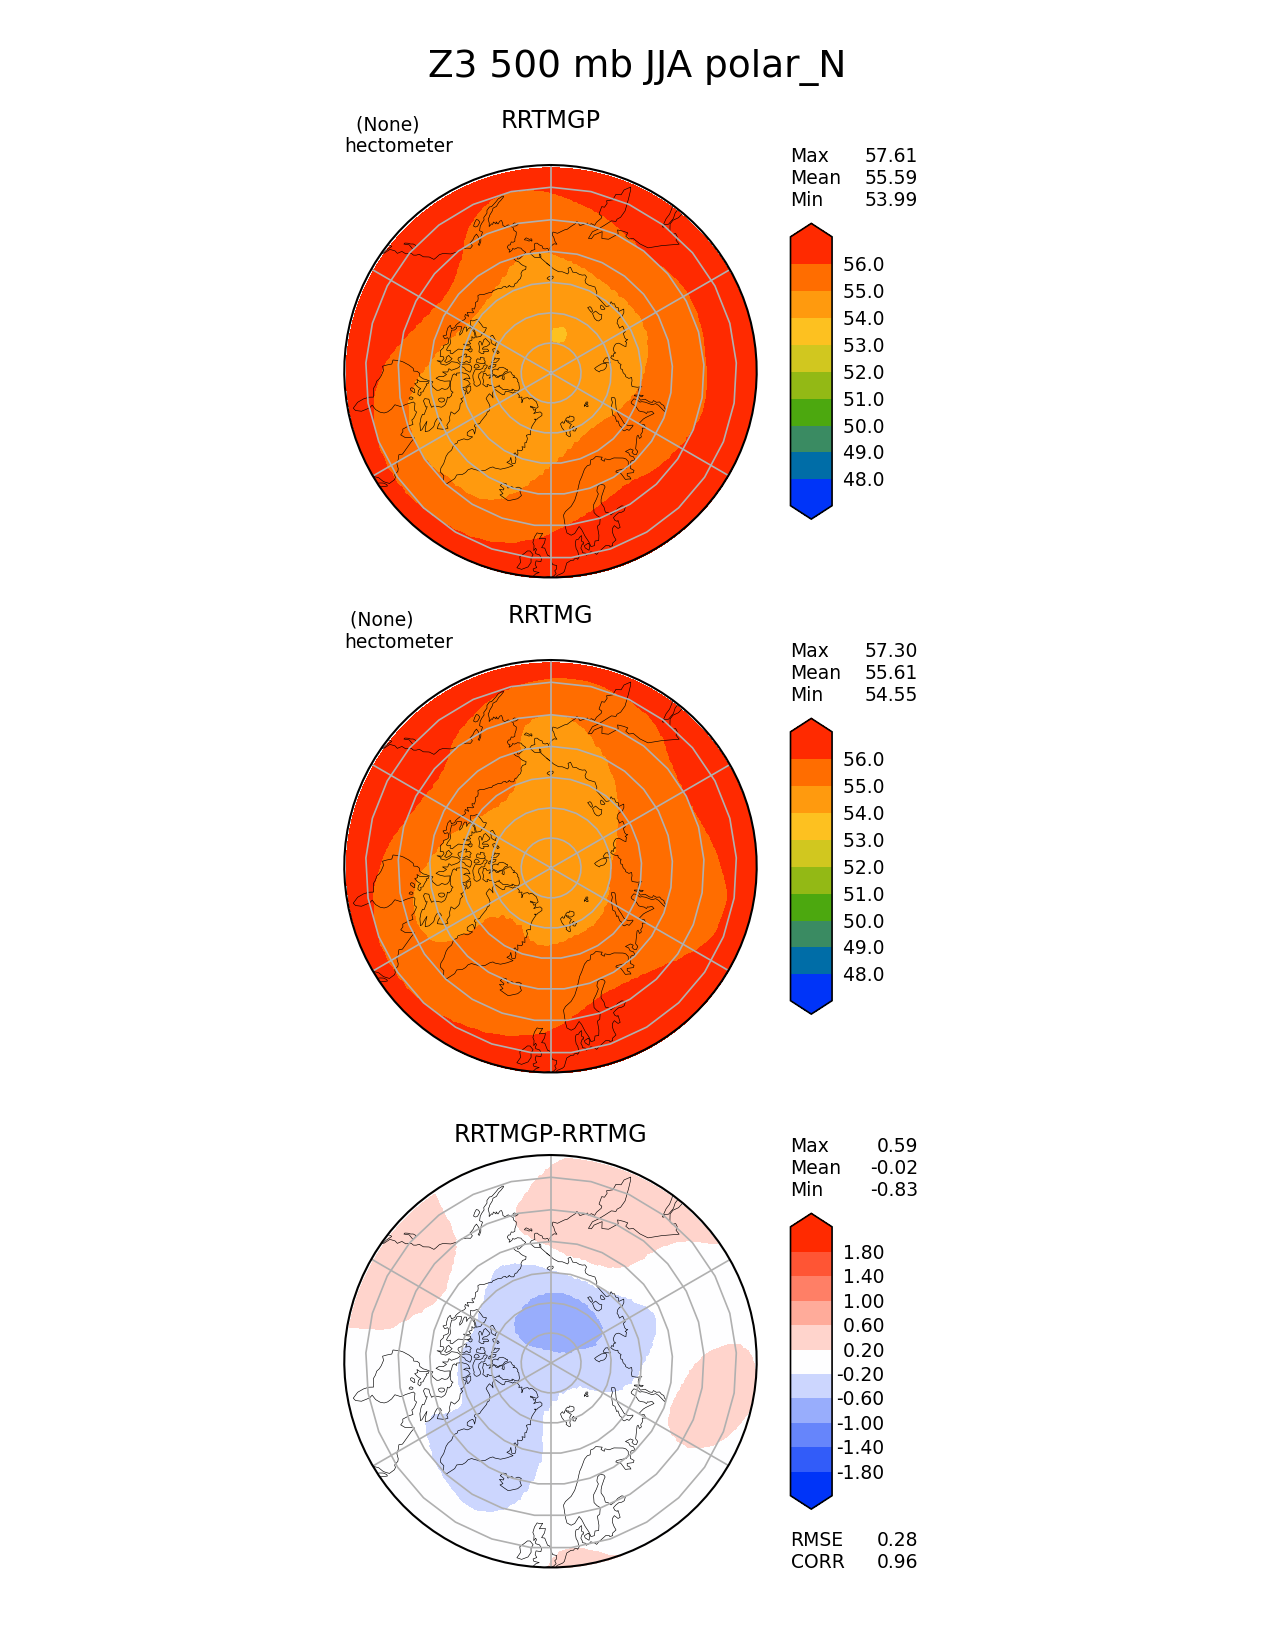 Z3 500 mb JJA polar_N
(None)
hectometer
RRTMGP
Max 57.61
Mean 55.59
Min 53.99
56.0
55.0
54.0
53.0
52.0
51.0
50.0
49.0
48.0
(None)
hectometer
RRTMG
Max 57.30
Mean 55.61
Min 54.55
56.0
55.0
54.0
53.0
52.0
51.0
50.0
49.0
48.0
RRTMGP-RRTMG
Max 0.59
Mean -0.02
Min -0.83
1.80
1.40
1.00
0.60
0.20
-0.20
-0.60
-1.00
-1.40
-1.80
RMSE 0.28
CORR 0.96